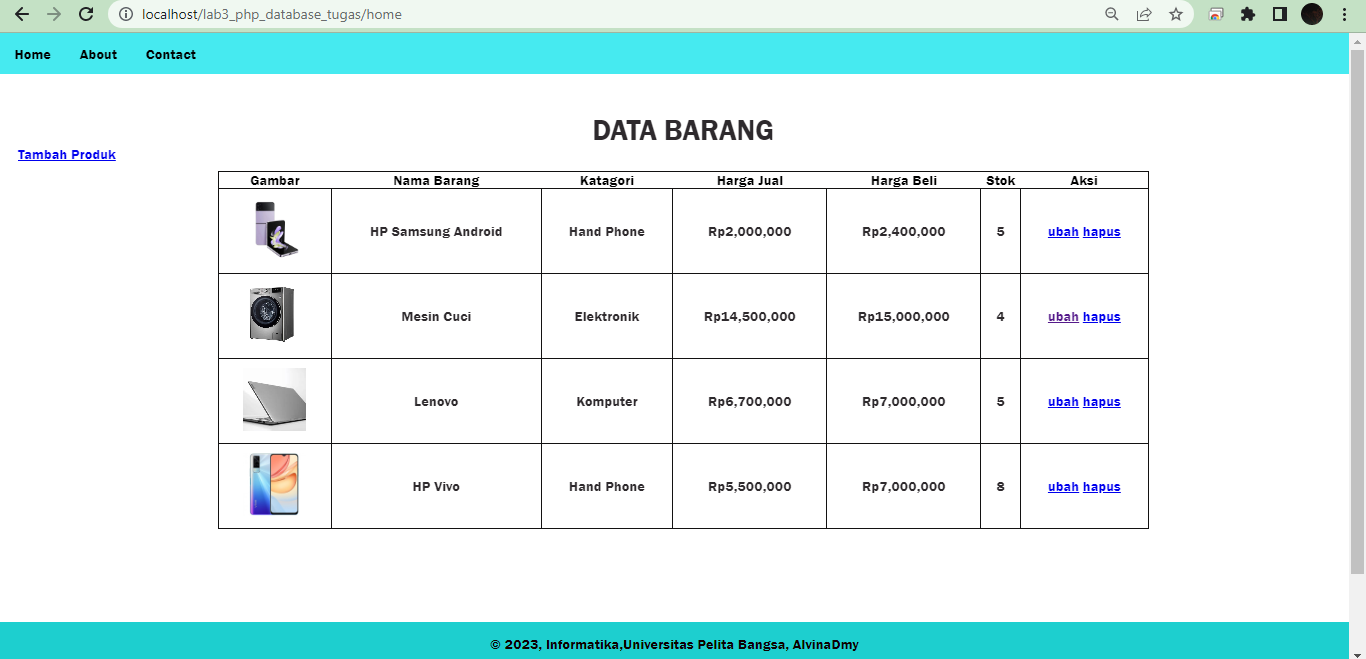 localhost/lab3_php_database_tugas/home
Home About Contact
DATA BARANG
Tambah Produk
Gambar Nama Barang Katagori Harga Jual Harga Beli Stok Aksi
HP Samsung Android Hand Phone Rp2,000,000 Rp2,400,000 5 ubah hapus
Mesin Cuci Elektronik Rp14,500,000 Rp15,000,000 4 ubah hapus
Lenovo Komputer Rp6,700,000 Rp7,000,000 5 ubah hapus
HP Vivo Hand Phone Rp5,500,000 Rp7,000,000 8 ubah hapus
© 2023, Informatika,Universitas Pelita Bangsa, AlvinaDmy